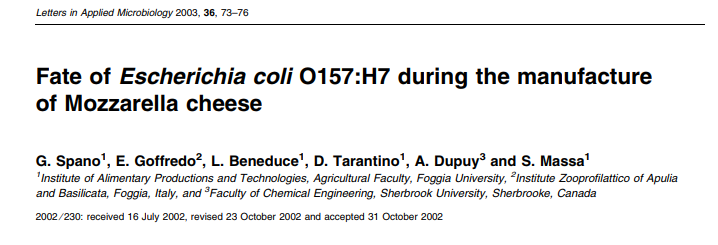 Letters in Applied Microbiology 2003, 36, 73–76
Fate of Escherichia coli O157:H7 during the manufacture
of Mozzarella cheese
G. Spano1, E. Goffredo2, L. Beneduce1, D. Tarantino1, A. Dupuy3 and S. Massa1
1Institute of Alimentary Productions and Technologies, Agricultural Faculty, Foggia University, 2Institute Zooprofilattico of Apulia
and Basilicata, Foggia, Italy, and 3Faculty of Chemical Engineering, Sherbrook University, Sherbrooke, Canada
2002/230: received 16 July 2002, revised 23 October 2002 and accepted 31 October 2002